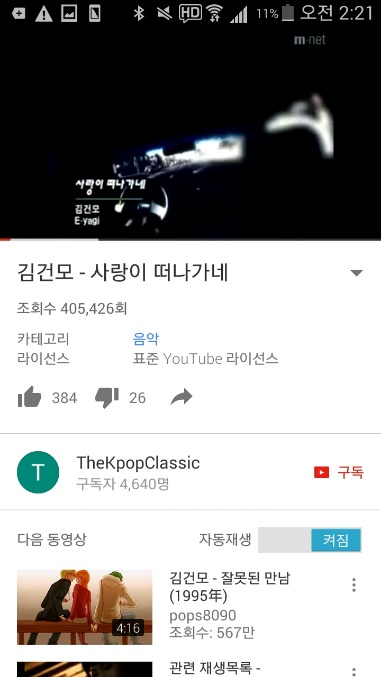 11% 오전 2:21
m·net
사랑이 떠나가네
김건모
E-yagi
김건모 - 사랑이 떠나가네
조회수 405,426회
카테고리 음악
라이선스 표준 YouTube 라이선스
384 26
T TheKpopClassic 구독
구독자 4,640명
다음 동영상 자동재생 켜짐
김건모 - 잘못된 만남
(1995年)
pops8090
4:16 조회수: 567만
관련 재생목록 -